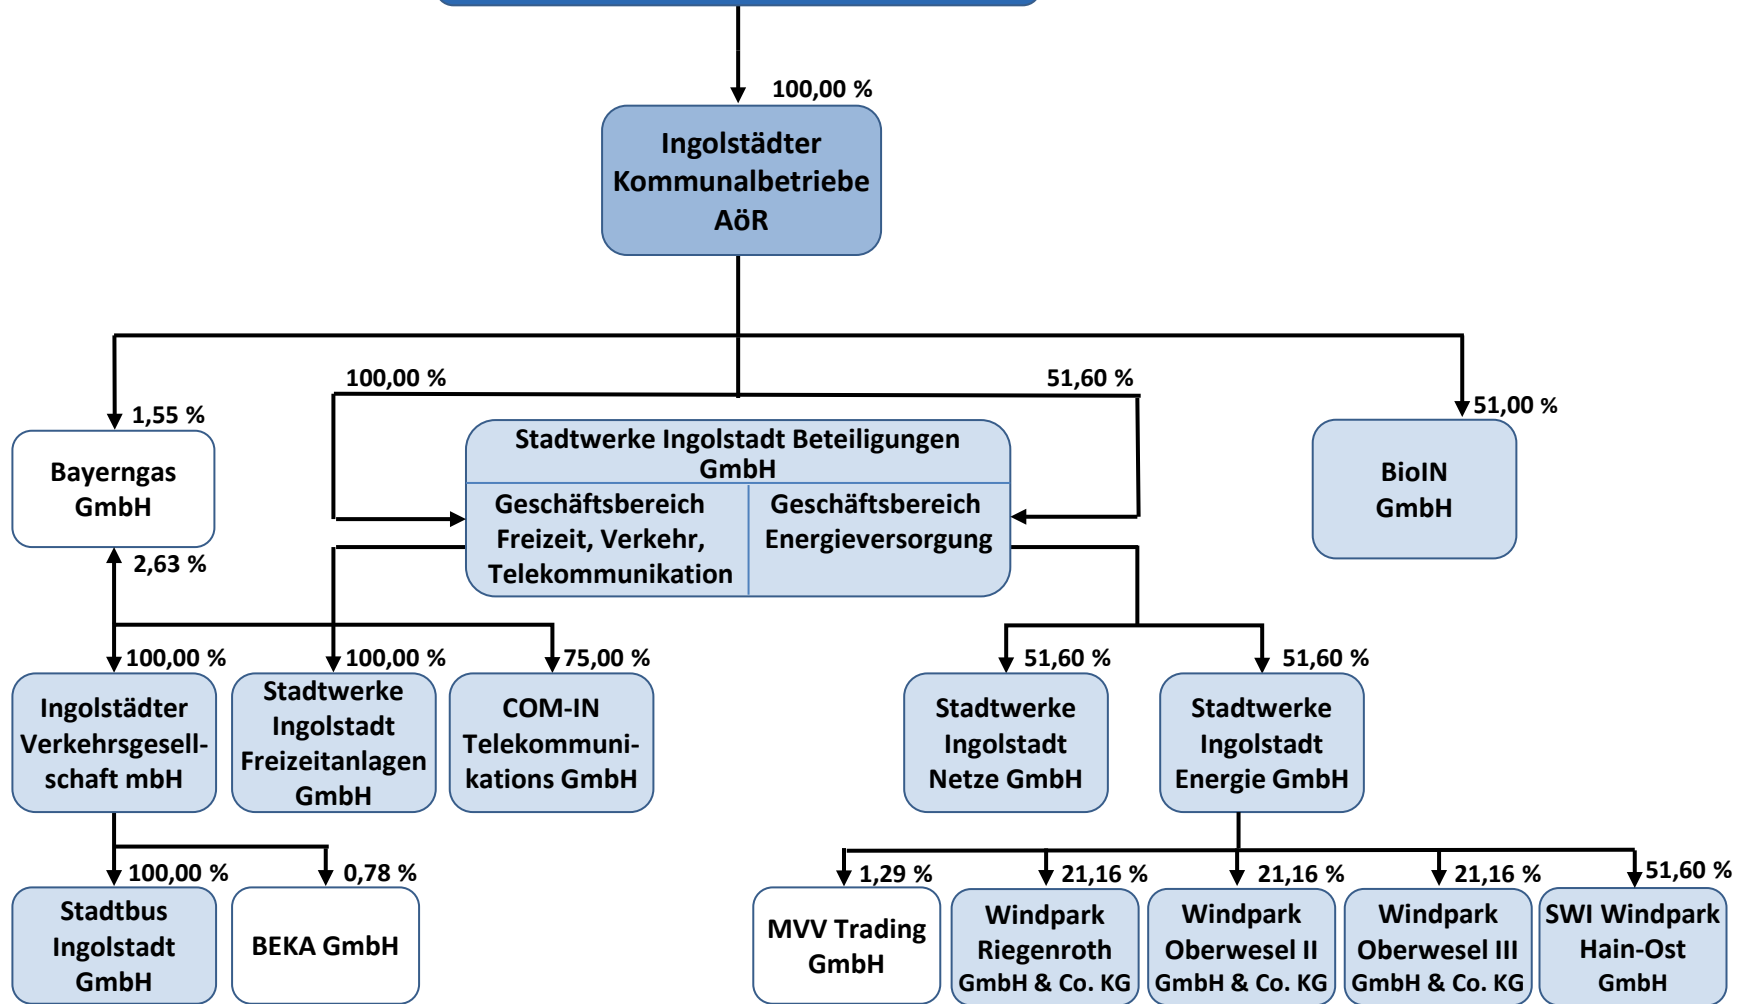 100,00 %
Ingolstädter
Kommunalbetriebe
AöR
100,00 %
51,60 %
1,55 %
51,00 %
Bayerngas
GmbH
Stadtwerke Ingolstadt Beteiligungen
GmbH
Geschäftsbereich
Freizeit, Verkehr,
Telekommunikation
Geschäftsbereich
Energieversorgung
BioIN
GmbH
2,63 %
100,00 %
100,00 %
75,00 %
51,60 %
51,60 %
Ingolstädter
Verkehrsgesell-
schaft mbH
Stadtwerke
Ingolstadt
Freizeitanlagen
GmbH
COM-IN
Telekommuni-
kations GmbH
Stadtwerke
Ingolstadt
Netze GmbH
Stadtwerke
Ingolstadt
Energie GmbH
100,00 %
0,78 %
1,29 %
21,16 %
21,16 %
21,16 %
51,60 %
Stadtbus
Ingolstadt
GmbH
BEKA GmbH
MVV Trading
GmbH
Windpark
Riegenroth
GmbH & Co. KG
Windpark
Oberwesel II
GmbH & Co. KG
Windpark
Oberwesel III
GmbH & Co. KG
SWI Windpark
Hain-Ost
GmbH